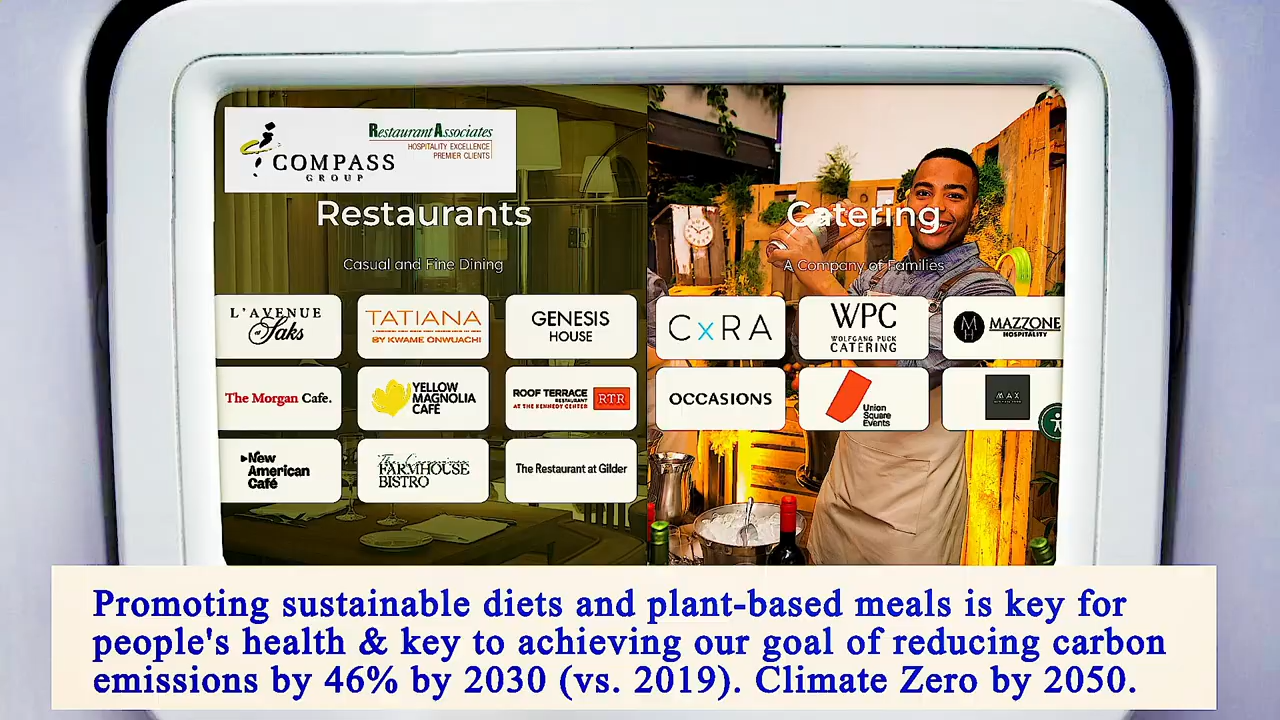 COMPASS
GROUP
Restaurant Associates
HOSPITALITY EXCELLENCE
PREMIER CLIENTS
Restaurants
Casual and Fine Dining
L'AVENUE
Saks
TATIANA
BY KWAME ONWUACHI
GENESIS
HOUSE
The Morgan Cafe.
YELLOW
MAGNOLIA
CAFÉ
ROOF TERRACE
RESTAURANT
AT THE KENNEDY CENTER
RTR
New
American
Café
FARMHOUSE
BISTRO
The Restaurant at Gilder
Catering
A Company of Families
CxRA
WPC
WOLFGANG PUCK
CATERING
MH
MAZZONE
HOSPITALITY
OCCASIONS
Union
Square
Events
MAX
Promoting sustainable diets and plant-based meals is key for
people's health & key to achieving our goal of reducing carbon
emissions by 46% by 2030 (vs. 2019). Climate Zero by 2050.